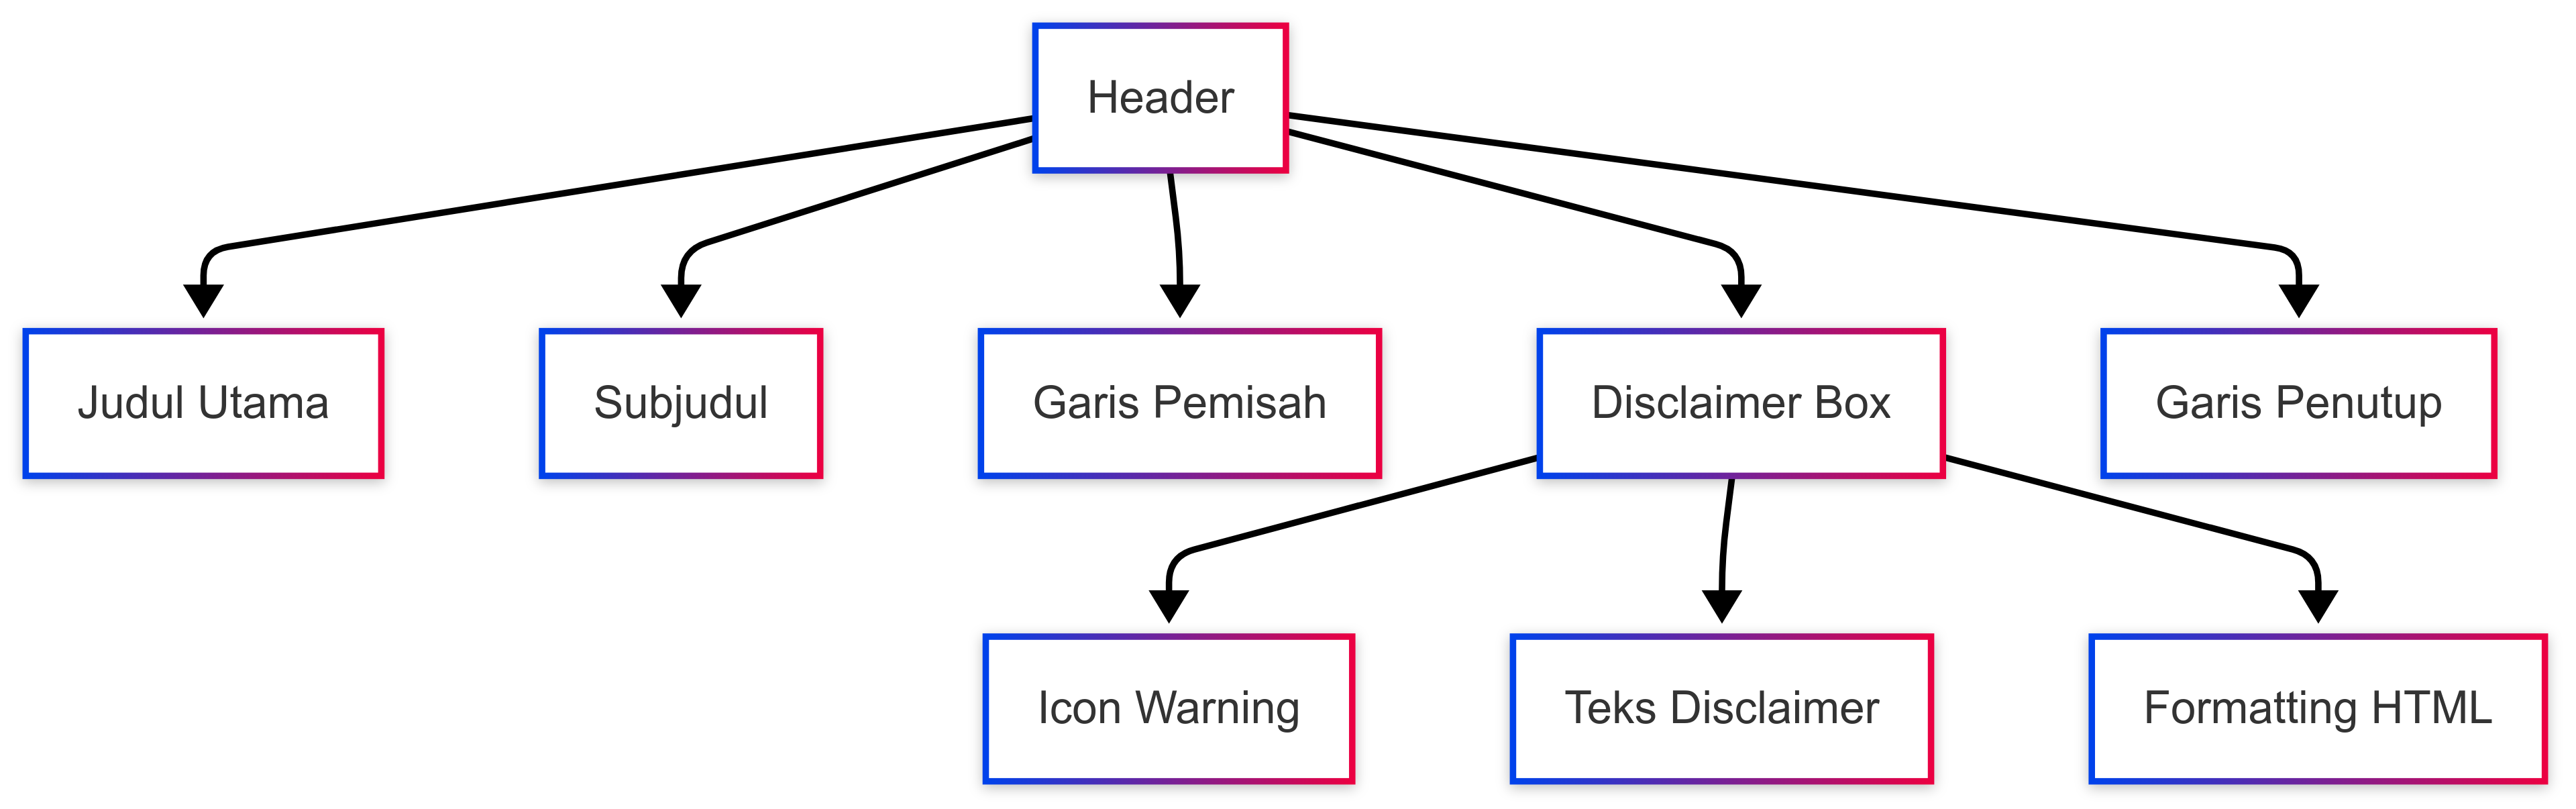 Header
Judul Utama
Subjudul
Garis Pemisah
Disclaimer Box
Garis Penutup
Icon Warning
Teks Disclaimer
Formatting HTML